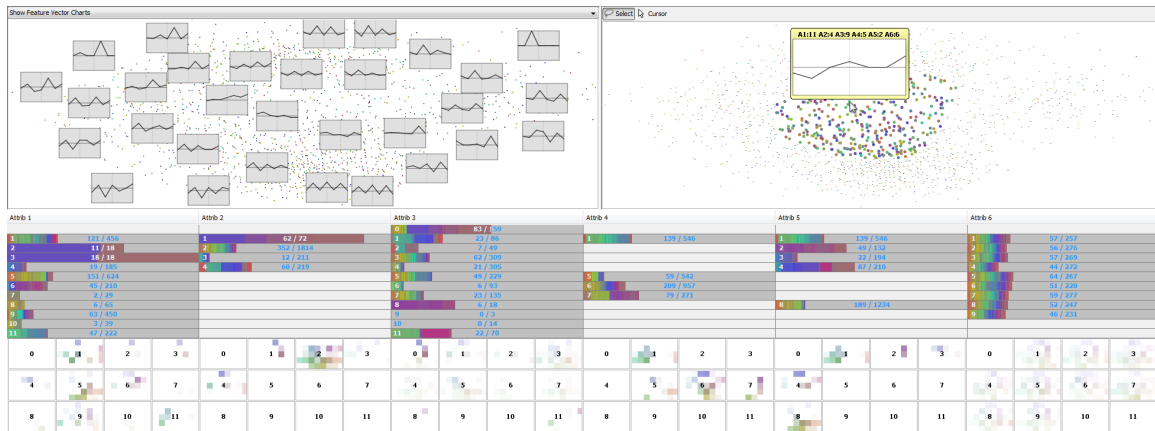 Show Feature Vector Charts
Select Cursor
A1:11 A2:4 A3:9 A4:5 A5:2 A6:6
Attrib 1 Attrib 2 Attrib 3 Attrib 4 Attrib 5 Attrib 6
0 83 / 59
1 121 / 456 1 62 / 72 1 23 / 86 1 139 / 546 1 139 / 546 1 57 / 257
2 11 / 18 2 352 / 1814 2 7 / 49 2 49 / 132 2 56 / 276
3 18 / 18 3 12 / 211 3 62 / 309 3 22 / 194 3 57 / 269
4 19 / 185 4 60 / 219 4 21 / 305 4 87 / 210 4 44 / 272
5 151 / 624 5 49 / 229 5 59 / 542 5 64 / 267
6 45 / 210 6 6 / 93 6 209 / 957 6 51 / 220
7 2 / 29 7 23 / 135 7 79 / 271 7 59 / 277
8 6 / 65 8 6 / 18 8 189 / 1234 8 52 / 247
9 63 / 450 9 0 / 3 9 46 / 231
10 3 / 39 10 0 / 14
11 47 / 222 11 22 / 70
0 1 2 3 0 1 2 3 0 1 2 3 0 1 2 3 0 1 2 3 0 1 2 3
4 5 6 7 4 5 6 7 4 5 6 7 4 5 6 7 4 5 6 7 4 5 6 7
8 9 10 11 8 9 10 11 8 9 10 11 8 9 10 11 8 9 10 11 8 9 10 11